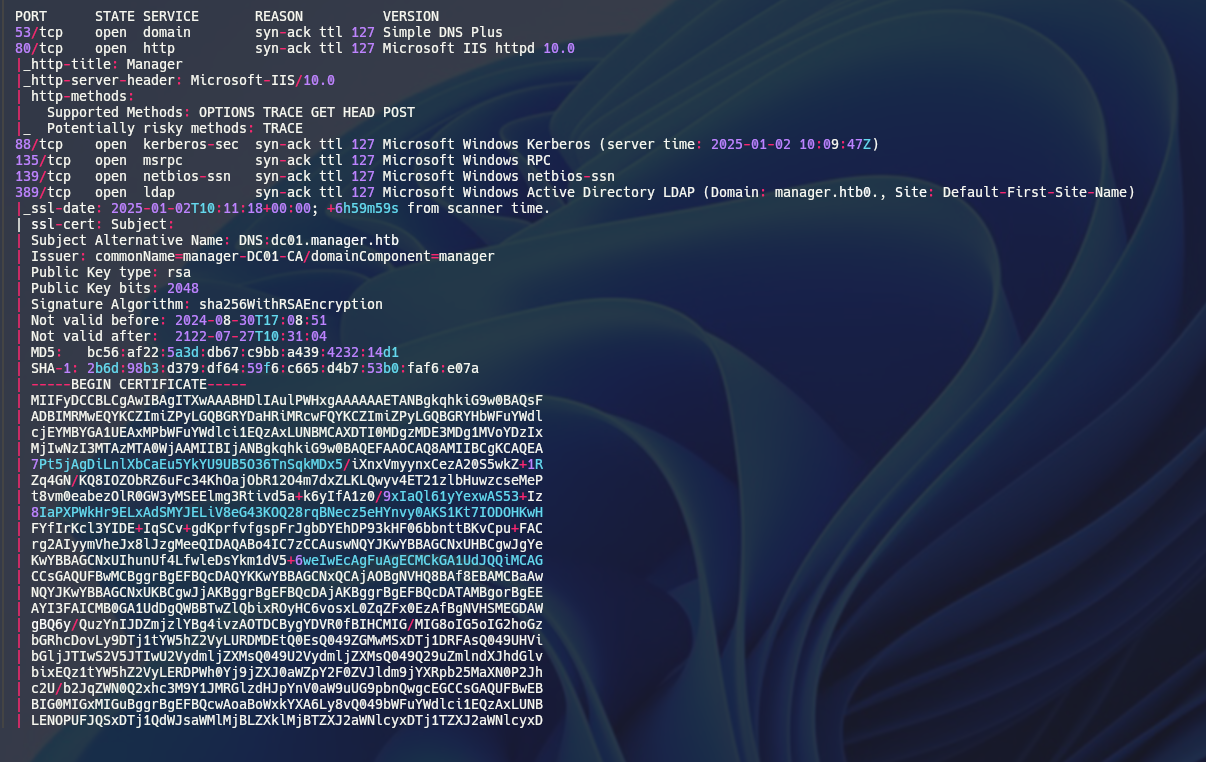 PORT      STATE SERVICE       REASON          VERSION
53/tcp    open  domain        syn-ack ttl 127 Simple DNS Plus
80/tcp    open  http          syn-ack ttl 127 Microsoft IIS httpd 10.0
|_http-title: Manager
|_http-server-header: Microsoft-IIS/10.0
| http-methods:
|   Supported Methods: OPTIONS TRACE GET HEAD POST
|_  Potentially risky methods: TRACE
88/tcp    open  kerberos-sec  syn-ack ttl 127 Microsoft Windows Kerberos (server time: 2025-01-02 10:09:47Z)
135/tcp   open  msrpc         syn-ack ttl 127 Microsoft Windows RPC
139/tcp   open  netbios-ssn   syn-ack ttl 127 Microsoft Windows netbios-ssn
389/tcp   open  ldap          syn-ack ttl 127 Microsoft Windows Active Directory LDAP (Domain: manager.htb0., Site: Default-First-Site-Name)
|_ssl-date: 2025-01-02T10:11:18+00:00; +6h59m59s from scanner time.
| ssl-cert: Subject:
| Subject Alternative Name: DNS:dc01.manager.htb
| Issuer: commonName=manager-DC01-CA/domainComponent=manager
| Public Key type: rsa
| Public Key bits: 2048
| Signature Algorithm: sha256WithRSAEncryption
| Not valid before: 2024-08-30T17:08:51
| Not valid after:  2122-07-27T10:31:04
| MD5:   bc56:af22:5a3d:db67:c9bb:a439:4232:14d1
| SHA-1: 2b6d:98b3:d379:df64:59f6:c665:d4b7:53b0:faf6:e07a
| -----BEGIN CERTIFICATE-----
| MIIFyDCCBLCgAwIBAgITXwAAABHDlIAulPWHxgAAAAAAETANBgkqhkiG9w0BAQsF
| ADBIMRMwEQYKCZImiZPyLGQBGRYDaHRiMRcwFQYKCZImiZPyLGQBGRYHbWFuYWdl
| cjEYMBYGA1UEAxMPbWFuYWdlci1EQzAxLUNBMCAXDTI0MDgzMDE3MDg1MVoYDzIx
| MjIwNzI3MTAzMTA0WjAAMIIBIjANBgkqhkiG9w0BAQEFAAOCAQ8AMIIBCgKCAQEA
| 7Pt5jAgDiLnlXbCaEu5YkYU9UB5O36TnSqkMDx5/iXnxVmyynxCezA20S5wkZ+1R
| Zq4GN/KQ8IOZObRZ6uFc34KhOajObR12O4m7dxZLKLQwyv4ET21zlbHuwzcseMeP
| t8vm0eabezOlR0GW3yMSEElmg3Rtivd5a+k6yIfA1z0/9xIaQl61yYexwAS53+Iz
| 8IaPXPWkHr9ELxAdSMYJELiV8eG43KOQ28rqBNecz5eHYnvy0AKS1Kt7IODOHKwH
| FYfIrKcl3YIDE+IqSCv+gdKprfvfgspFrJgbDYEhDP93kHF06bbnttBKvCpu+FAC
| rg2AIyymVheJx8lJzgMeeQIDAQABo4IC7zCCAuswNQYJKwYBBAGCNxUHBCgwJgYe
| KwYBBAGCNxUIhunUf4LfwleDsYkm1dV5+6weIwEcAgFuAgECMCkGA1UdJQQiMCAG
| CCsGAQUFBwMCBggrBgEFBQcDAQYKKwYBBAGCNxQCAjAOBgNVHQ8BAf8EBAMCBaAw
| NQYJKwYBBAGCNxUKBCgwJjAKBggrBgEFBQcDAjAKBggrBgEFBQcDATAMBgorBgEE
| AYI3FAICMB0GA1UdDgQWBBTwZlQbixROyHC6vosxL0ZqZFx0EzAfBgNVHSMEGDAW
| gBQ6y/QuzYnIJDZmjzlYBg4ivzAOTDCBygYDVR0fBIHCMIG/MIG8oIG5oIG2hoGz
| bGRhcDovLy9DTj1tYW5hZ2VyLURDMDEtQ0EsQ049ZGMwMSxDTj1DRFAsQ049UHVi
| bGljJTIwS2V5JTIwU2VydmljZXMsQ049U2VydmljZXMsQ049Q29uZmlndXJhdGlv
| bixEQz1tYW5hZ2VyLERDPWh0Yj9jZXJ0aWZpY2F0ZVJldm9jYXRpb25MaXN0P2Jh
| c2U/b2JqZWN0Q2xhc3M9Y1JMRGlzdHJpYnV0aW9uUG9pbnQwgcEGCCsGAQUFBwEB
| BIG0MIGxMIGuBggrBgEFBQcwAoaBoWxkYXA6Ly8vQ049bWFuYWdlci1EQzAxLUNB
| LENOPUFJQSxDTj1QdWJsaWMlMjBLZXklMjBTZXJ2aWNlcyxDTj1TZXJ2aWNlcyxD